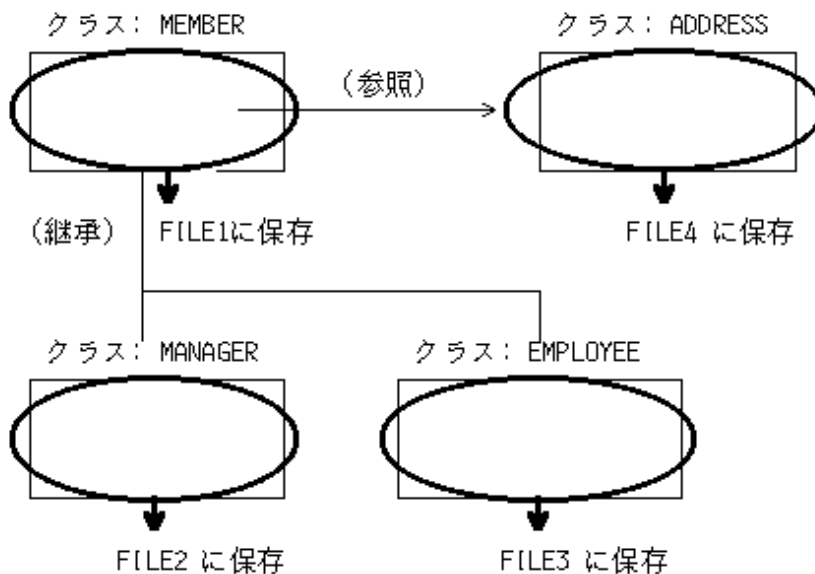 クラス: MEMBER
クラス: ADDRESS
(参照)
(継承)
FILE1に保存
FILE4 に保存
クラス: MANAGER
クラス: EMPLOYEE
FILE2 に保存
FILE3 に保存